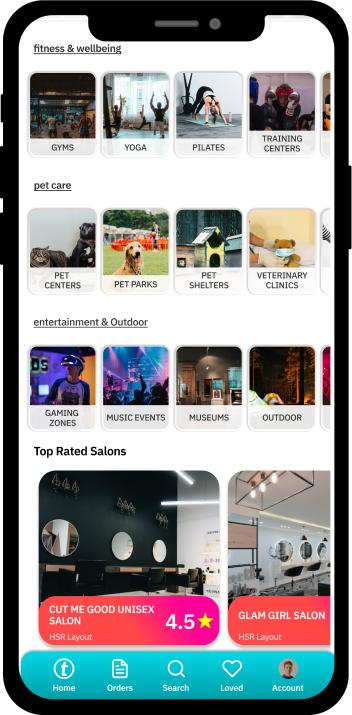 fitness & wellbeing
GYMS
YOGA
PILATES
TRAINING
CENTERS
pet care
PET
CENTERS
PET PARKS
PET
SHELTERS
VETERINARY
CLINICS
entertainment & Outdoor
GAMING
ZONES
MUSIC EVENTS
MUSEUMS
OUTDOOR
Top Rated Salons
CUT ME GOOD UNISEX
SALON
4.5
HSR Layout
GLAM GIRL SALON
HSR Layout
t
Home
Orders
Search
Loved
Account